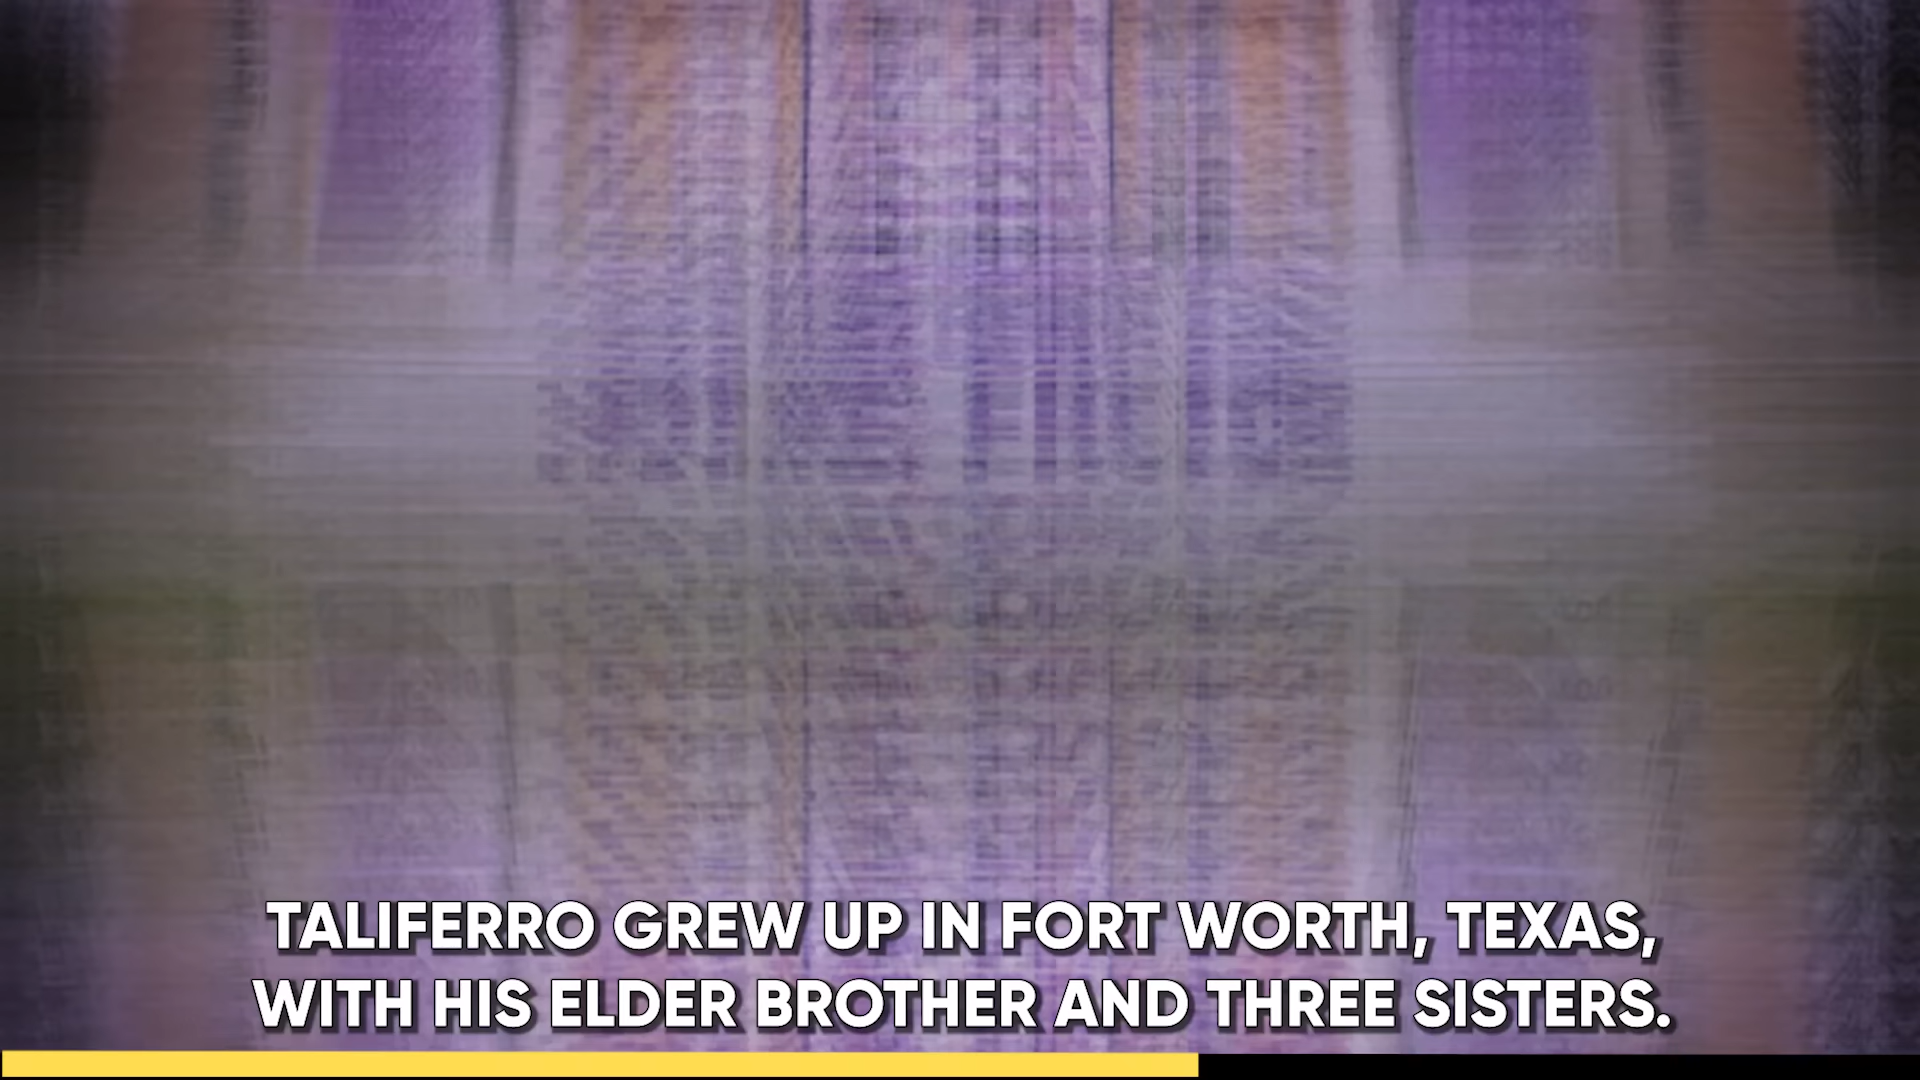 TALIFERRO GREW UP IN FORT WORTH, TEXAS,
WITH HIS ELDER BROTHER AND THREE SISTERS.